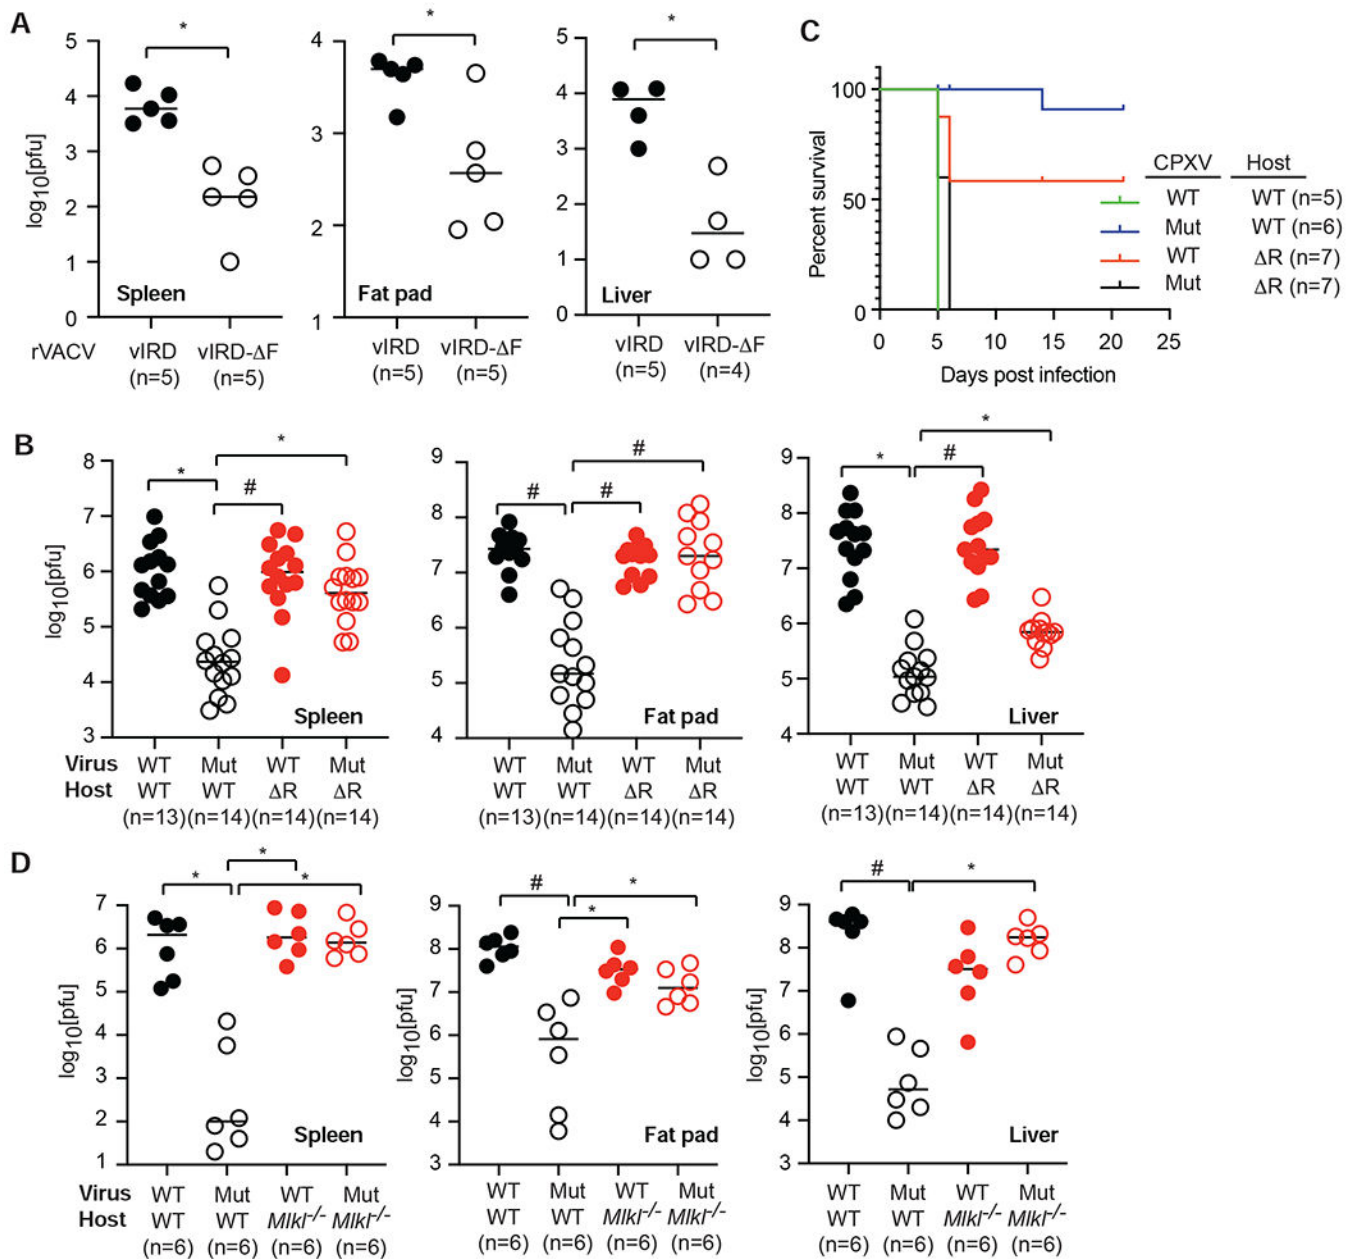 A
*
5
4
3
2
1
0
log10[pfu]
Spleen
rVACV
vIRD
(n=5)
vIRD-ΔF
(n=5)
*
4
3
2
1
Fat pad
vIRD
(n=5)
vIRD-ΔF
(n=5)
*
5
4
3
2
1
0
Liver
vIRD
(n=5)
vIRD-ΔF
(n=4)
C
100
50
0
Percent survival
0 5 10 15 20 25
Days post infection
CPXV Host
WT WT (n=5)
Mut WT (n=6)
WT ΔR (n=7)
Mut ΔR (n=7)
B
* # *
8
7
6
5
4
3
log10[pfu]
Spleen
Virus WT Mut WT Mut
Host WT WT ΔR ΔR
(n=13) (n=14) (n=14) (n=14)
# # #
9
8
7
6
5
4
Fat pad
WT Mut WT Mut
WT WT ΔR ΔR
(n=13) (n=14) (n=14) (n=14)
* # *
9
8
7
6
5
4
Liver
WT Mut WT Mut
WT WT ΔR ΔR
(n=13) (n=14) (n=14) (n=14)
D
* * *
7
6
5
4
3
2
1
log10[pfu]
Spleen
Virus WT Mut WT Mut
Host WT WT Mlkl-/- Mlkl-/-
(n=6) (n=6) (n=6) (n=6)
# * *
9
8
7
6
5
4
3
log10[pfu]
Fat pad
WT Mut WT Mut
WT WT Mlkl-/- Mlkl-/-
(n=6) (n=6) (n=6) (n=6)
# *
9
8
7
6
5
4
3
log10[pfu]
Liver
WT Mut WT Mut
WT WT Mlkl-/- Mlkl-/-
(n=6) (n=6) (n=6) (n=6)